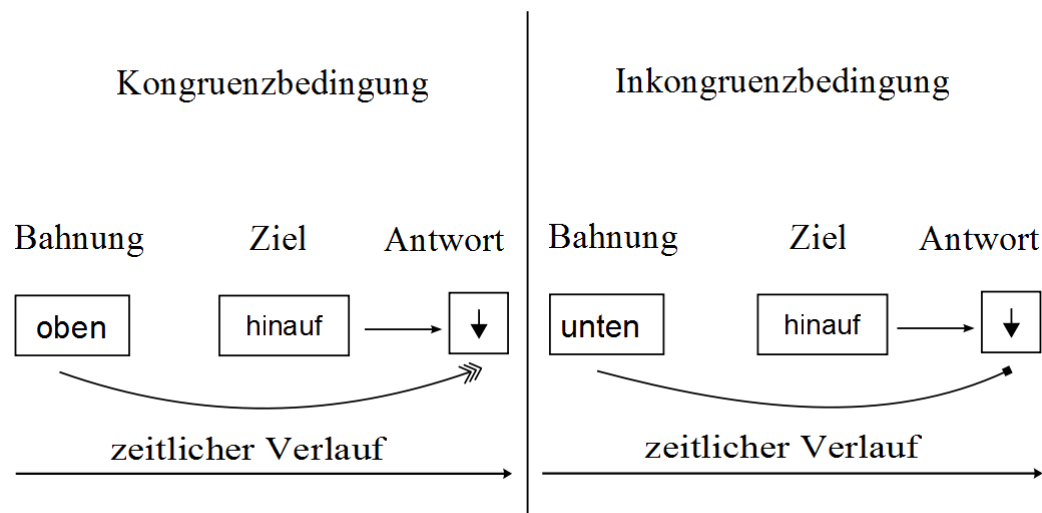 Kongruenzbedingung
Bahnung Ziel Antwort
oben hinauf
zeitlicher Verlauf
Inkongruenzbedingung
Bahnung Ziel Antwort
unten hinauf
zeitlicher Verlauf